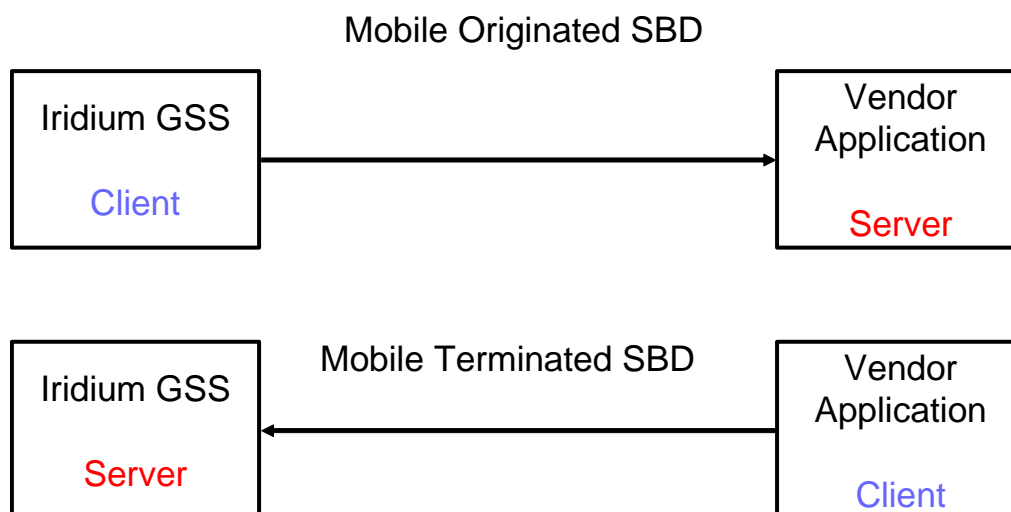 Mobile Originated SBD
Iridium GSS
Client
Vendor
Application
Server
Mobile Terminated SBD
Iridium GSS
Server
Vendor
Application
Client